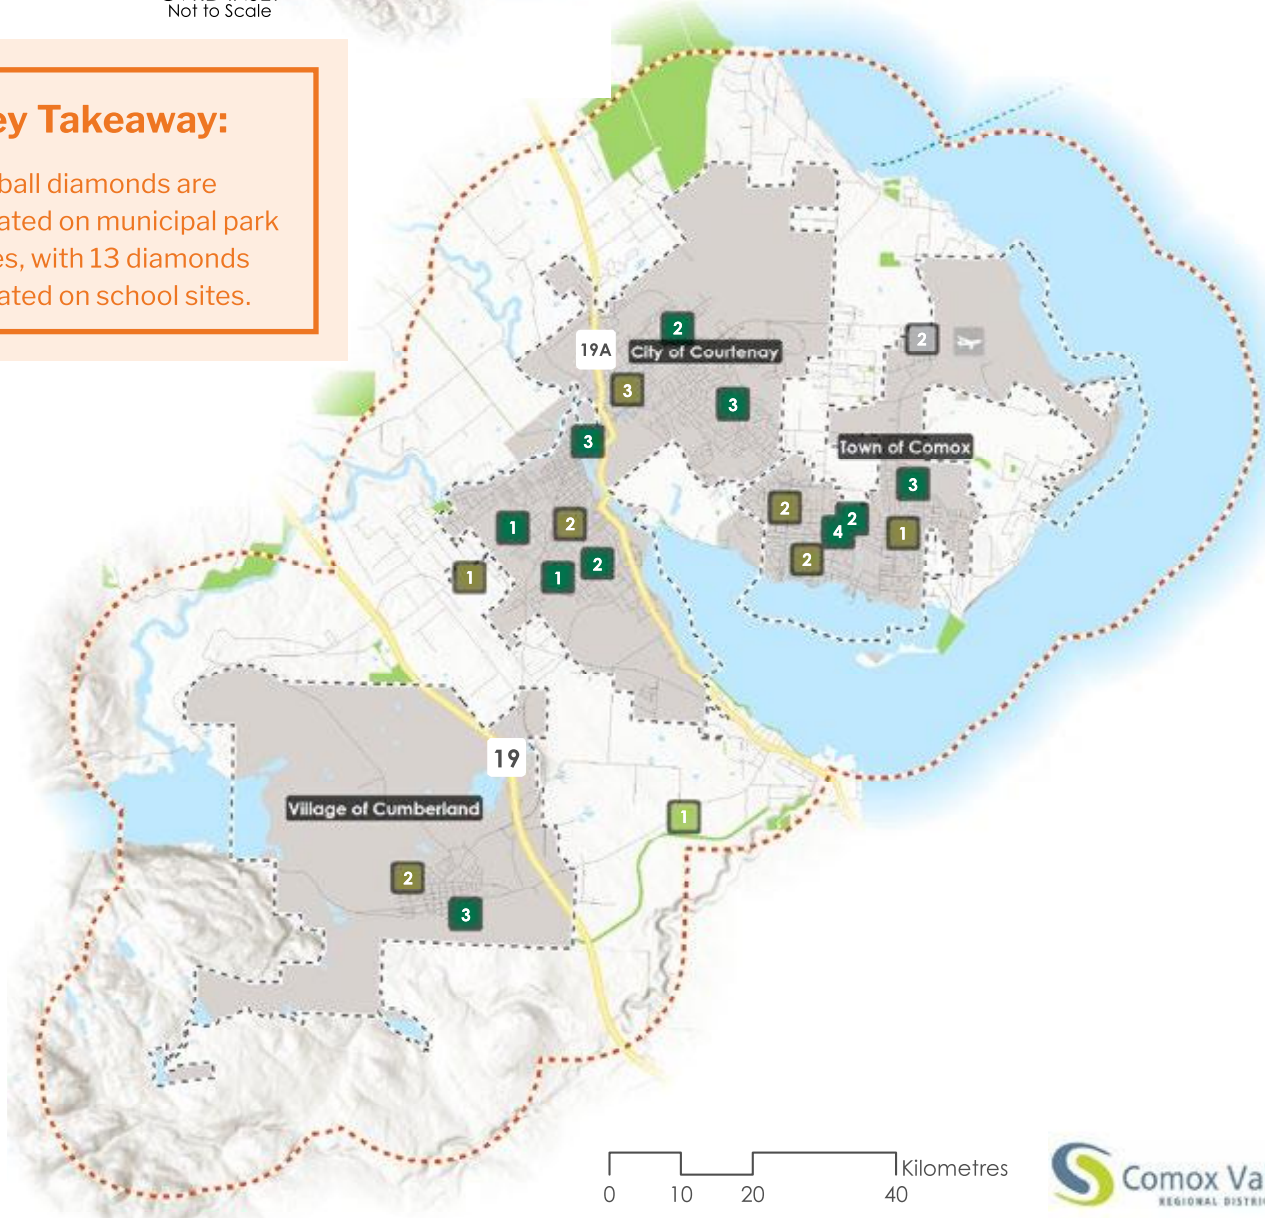 Not to Scale
ey Takeaway:
ball diamonds are
ated on municipal park
es, with 13 diamonds
ated on school sites.
2
19A
City of Courtenay
2
3
3
3
Town of Comox
3
2
2
1
2
4
1
2
2
1
1
19
Village of Cumberland
1
2
3
Kilometres
0 10 20 40
Comox Va
REGIONAL DISTRI